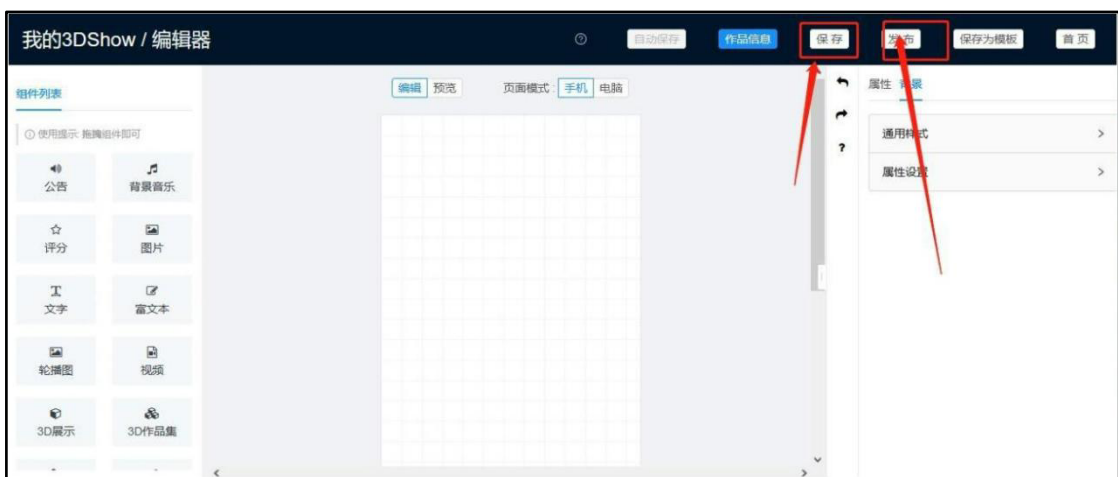 我的3DShow / 编辑器
自动保存 作品信息 保存 发布 保存为模板 首页
组件列表
编辑 预览 页面模式: 手机 电脑
属性 背景
使用提示: 拖拽组件即可
通用样式
属性设置
公告 背景音乐
评分 图片
文字 富文本
轮播图 视频
3D展示 3D作品集